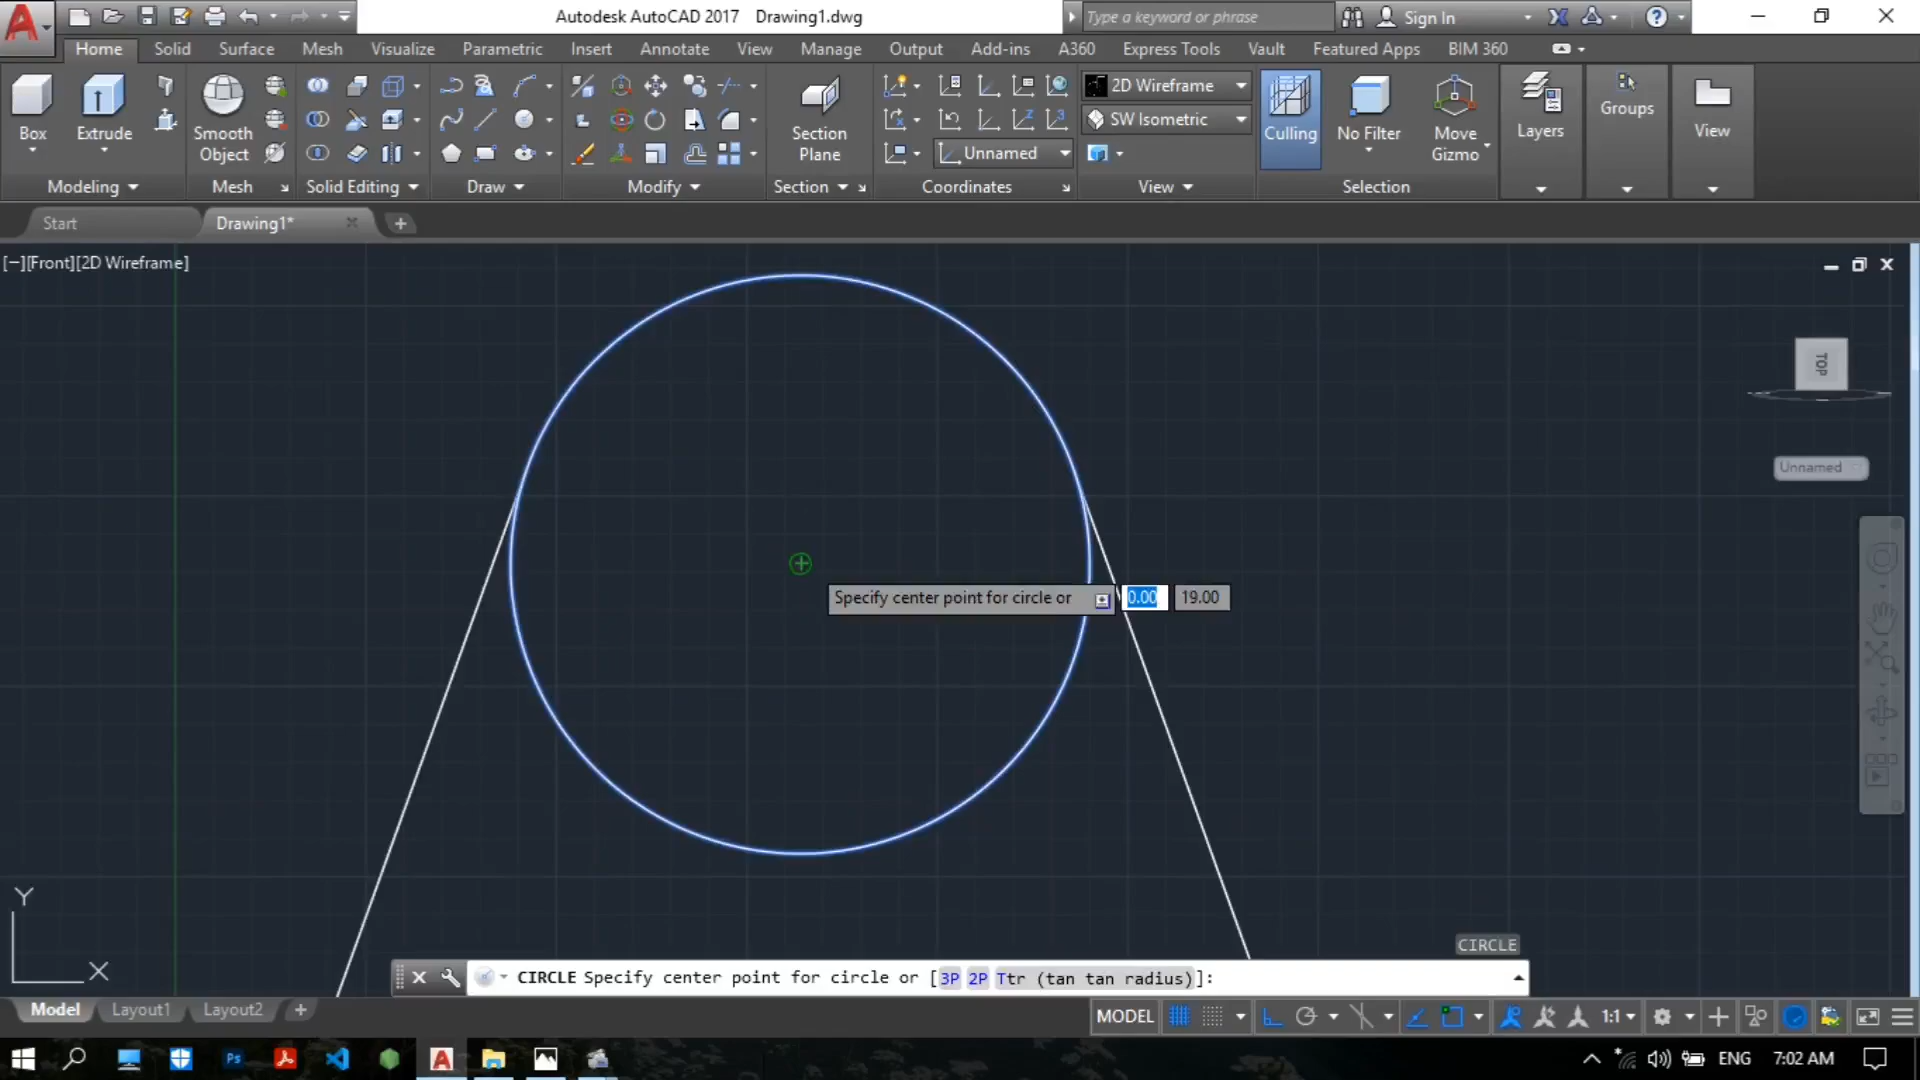 Autodesk AutoCAD 2017 Drawing1.dwg
Type a keyword or phrase
Sign In
Home Solid Surface Mesh Visualize Parametric Insert Annotate View Manage Output Add-ins A360 Express Tools Vault Featured Apps BIM 360
Box
Extrude
Smooth
Object
Section
Plane
2D Wireframe
SW Isometric
Unnamed
Culling
No Filter
Move
Gizmo
Layers
Groups
View
Modeling Mesh Solid Editing Draw Modify Section Coordinates View Selection
Start Drawing1*
[−][Front][2D Wireframe]
TOP
Unnamed
Specify center point for circle or 0.00 19.00
Y
X
CIRCLE
CIRCLE Specify center point for circle or [3P 2P Ttr (tan tan radius)]:
Model Layout1 Layout2
MODEL 1:1
Ps
ENG 7:02 AM